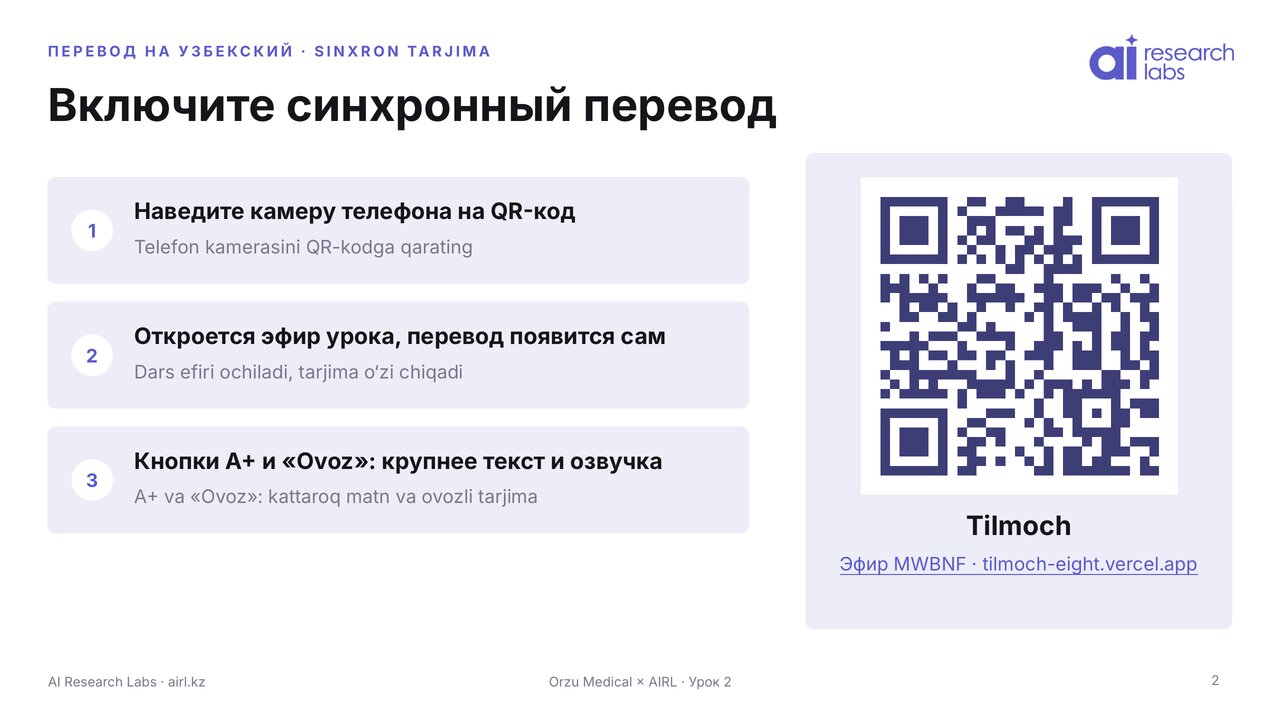 ПЕРЕВОД НА УЗБЕКСКИЙ · SINXRON TARJIMA
ai research labs
Включите синхронный перевод
1
Наведите камеру телефона на QR-код
Telefon kamerasini QR-kodga qarating
2
Откроется эфир урока, перевод появится сам
Dars efiri ochiladi, tarjima o‘zi chiqadi
3
Кнопки A+ и «Ovoz»: крупнее текст и озвучка
A+ va «Ovoz»: kattaroq matn va ovozli tarjima
Tilmoch
Эфир MWBNF · tilmoch-eight.vercel.app
AI Research Labs · airl.kz
Orzu Medical × AIRL · Урок 2
2